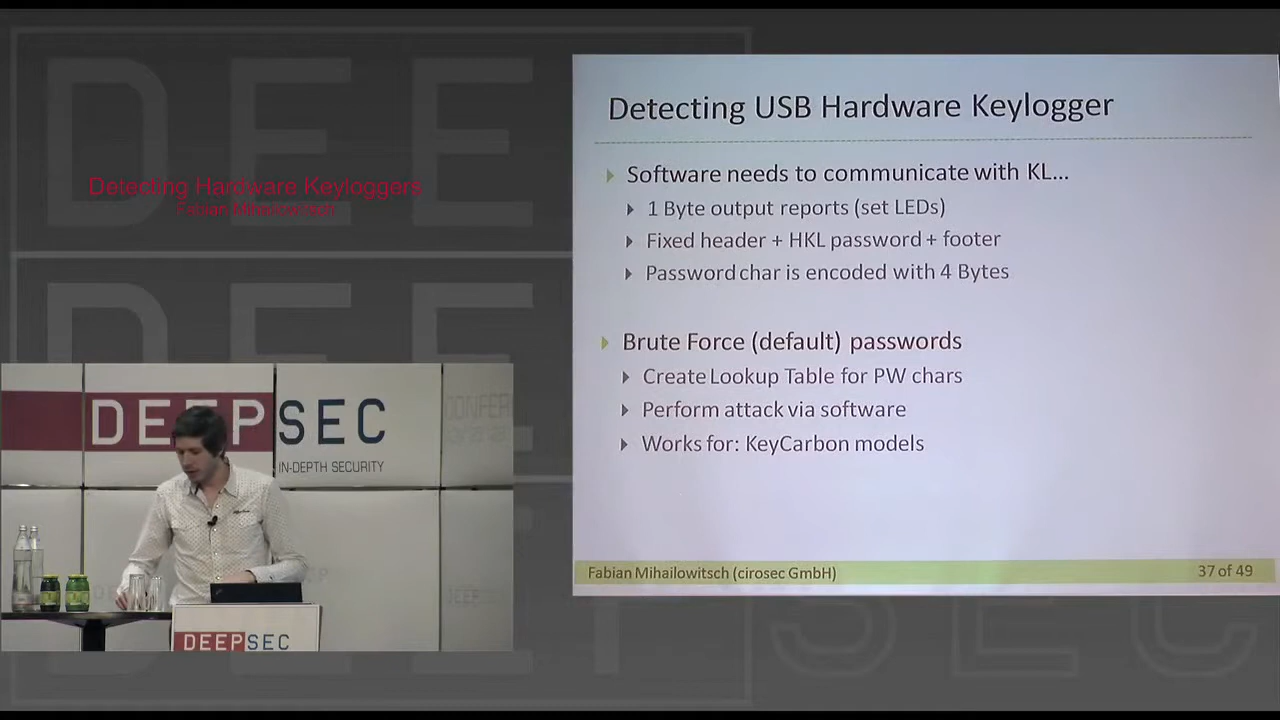 Detecting Hardware Keyloggers
Fabian Mihailowitsch
DEEPSEC
IN-DEPTH SECURITY
DEEPSEC
Detecting USB Hardware Keylogger
Software needs to communicate with KL...
1 Byte output reports (set LEDs)
Fixed header + HKL password + footer
Password char is encoded with 4 Bytes
Brute Force (default) passwords
Create Lookup Table for PW chars
Perform attack via software
Works for: KeyCarbon models
Fabian Mihailowitsch (cirosec GmbH)
37 of 49